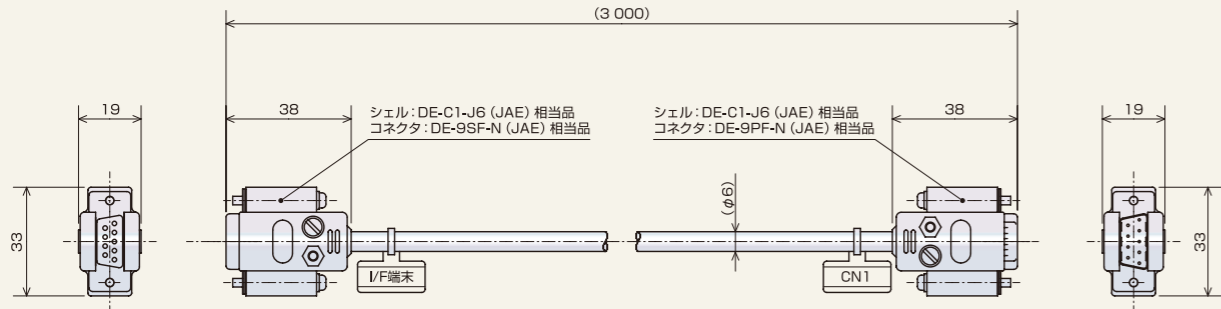 (3 000)
19
38
シェル：DE-C1-J6 (JAE) 相当品
コネクタ：DE-9SF-N (JAE) 相当品
シェル：DE-C1-J6 (JAE) 相当品
コネクタ：DE-9PF-N (JAE) 相当品
38
19
33
(φ6)
33
I/F端末
CN1